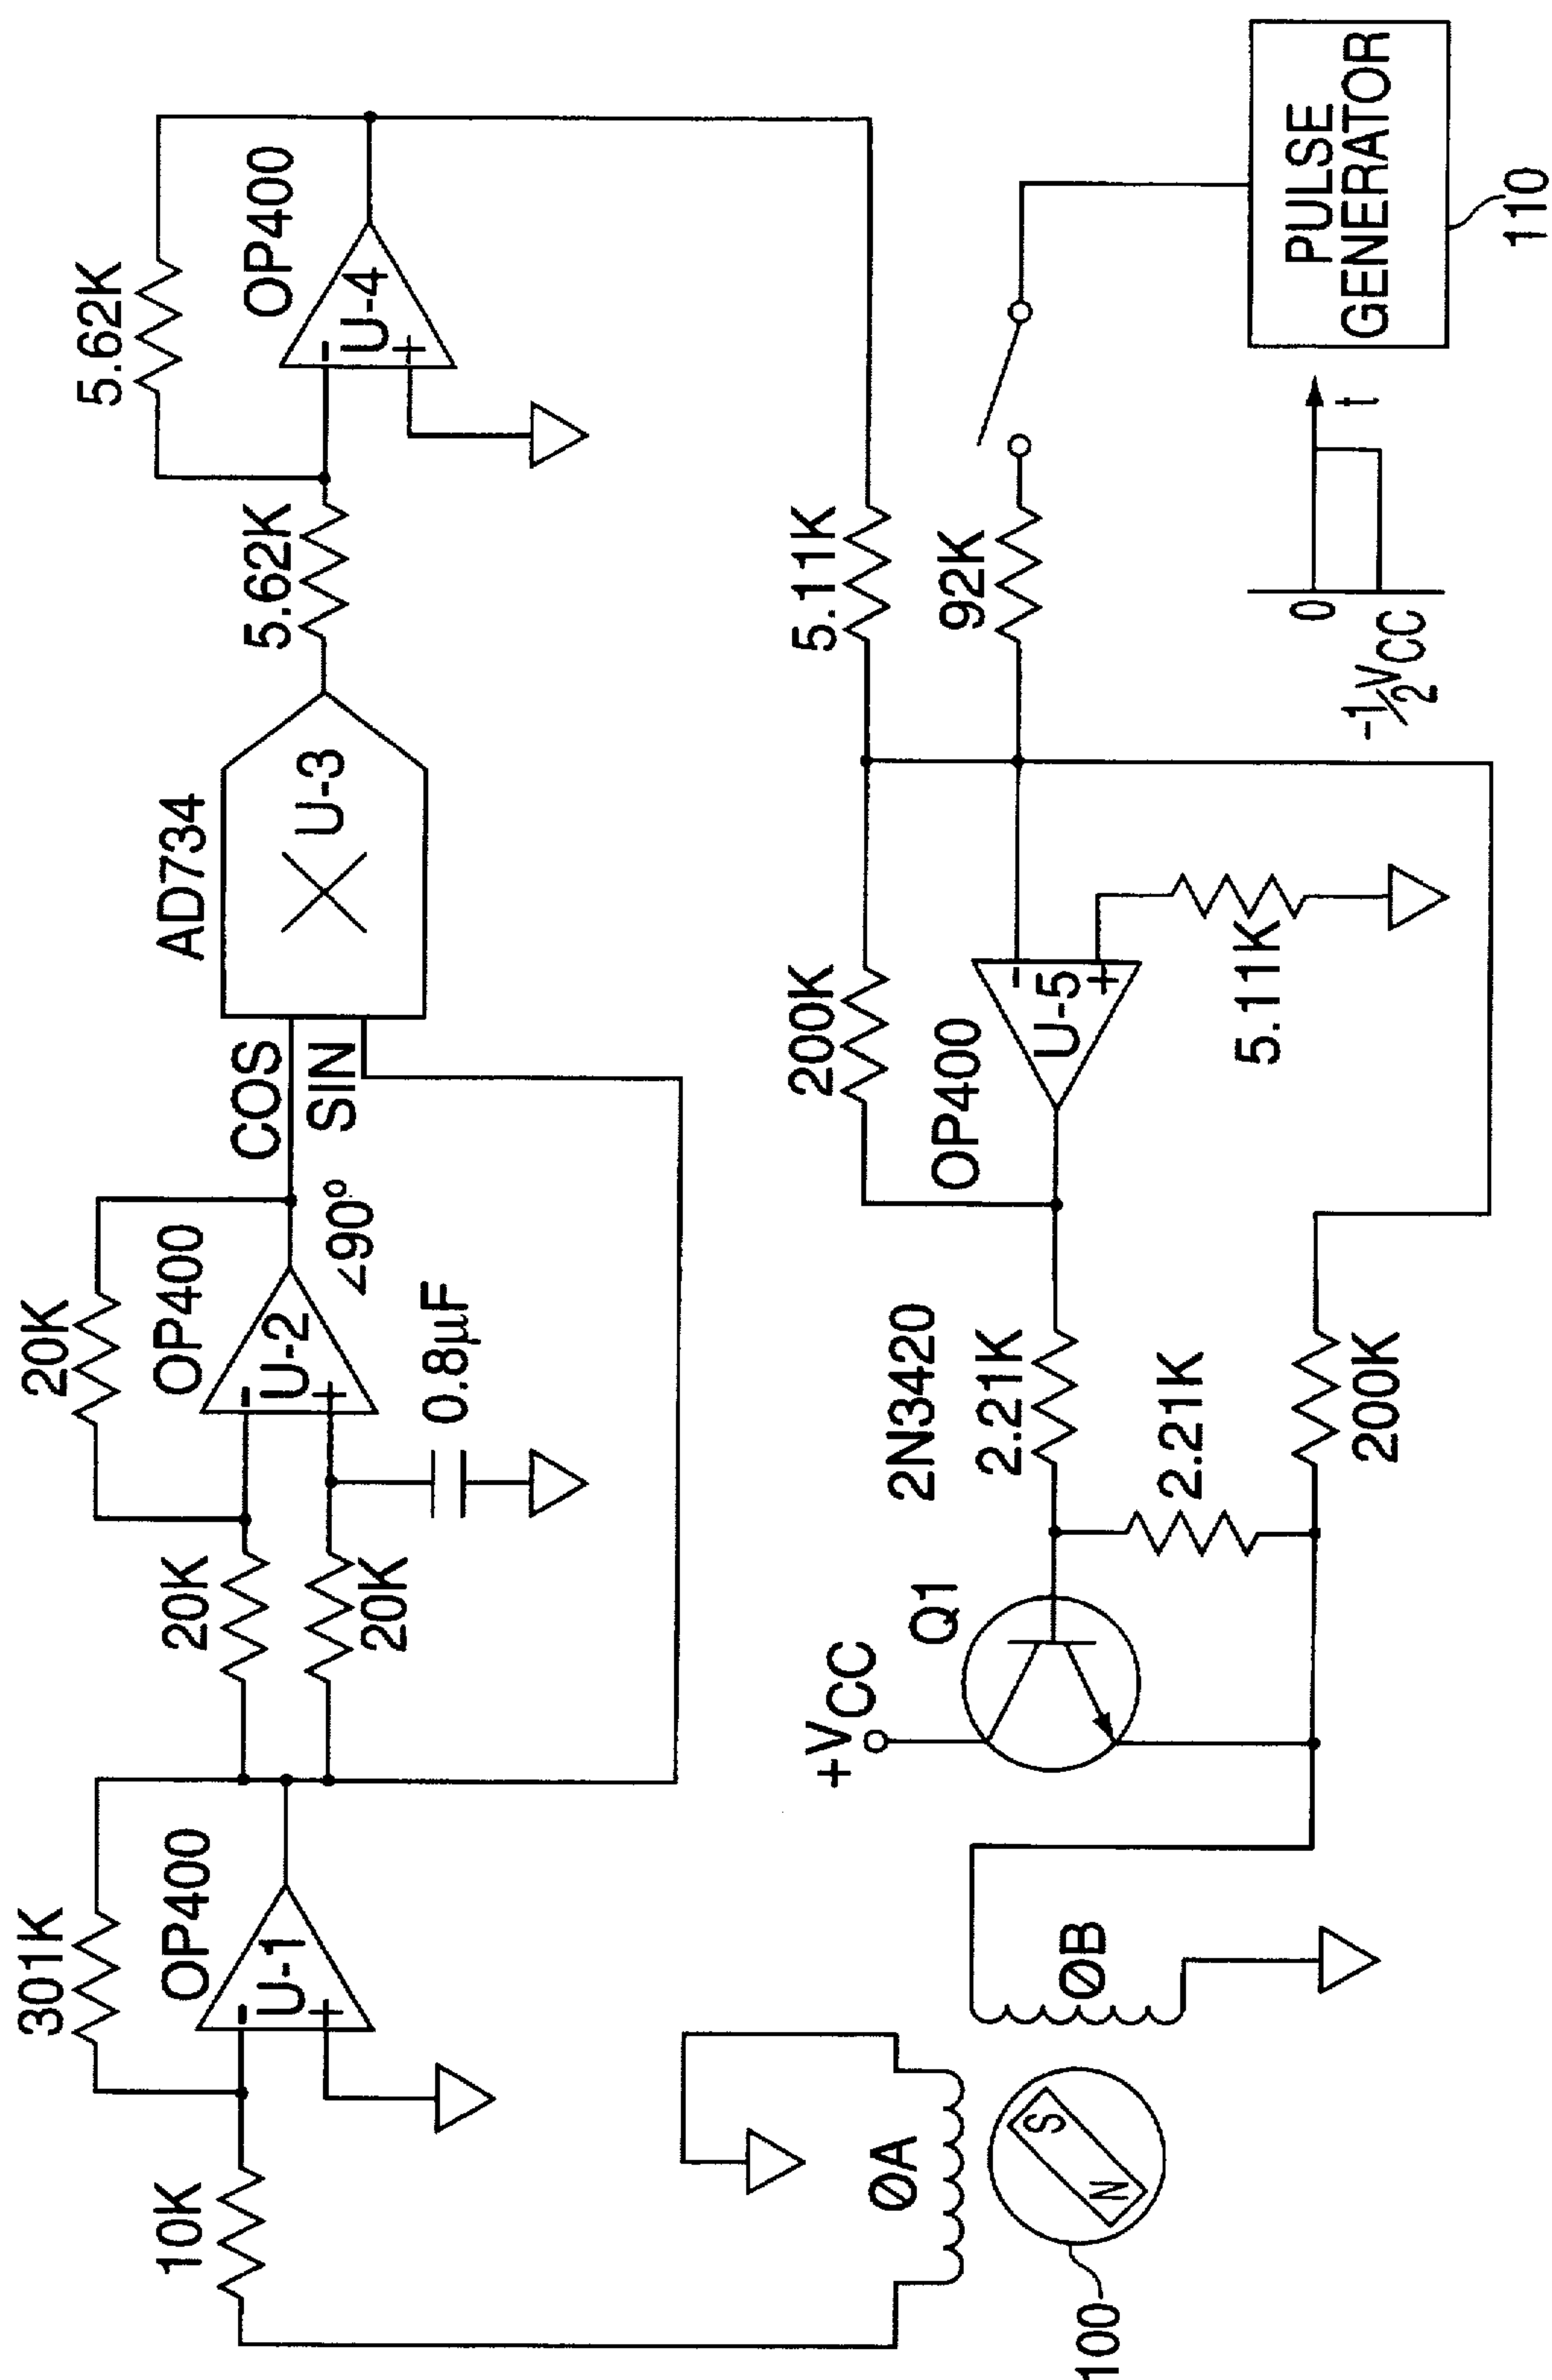 301K
OP400
10K
U-1
-
+
20K
OP400
20K
U-2
-
+
20K
∠90°
0.8μF
COS
SIN
AD734
U-3
5.62K
5.62K
OP400
U-4
-
+
+VCC
Q1
2N3420
2.21K
2.21K
200K
200K
OP400
U-5
-
+
5.11K
5.11K
92K
ØA
ØB
S
N
100
0
-1/2VCC
t
PULSE
GENERATOR
110